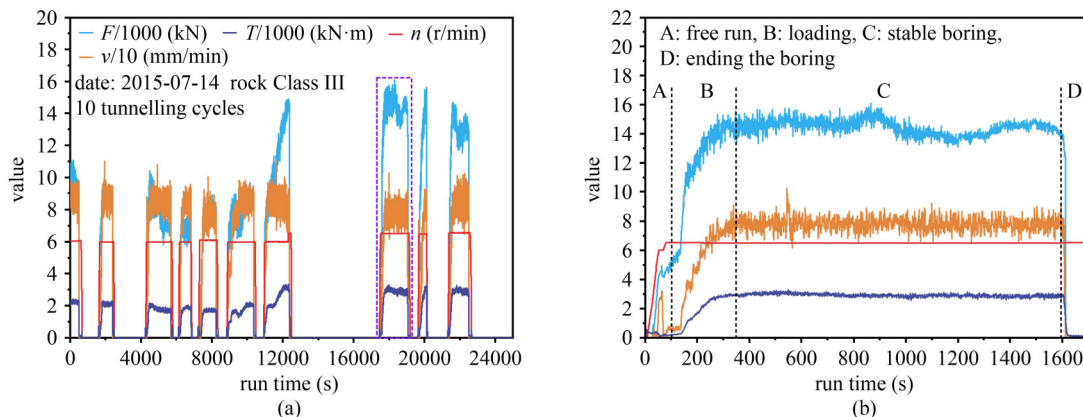 20
18
16
14
12
10
8
6
4
2
0
value
F/1000 (kN) T/1000 (kN·m) n (r/min)
v/10 (mm/min)
date: 2015-07-14 rock Class III
10 tunnelling cycles
0 4000 8000 12000 16000 20000 24000
run time (s)
(a)
22
20
18
16
14
12
10
8
6
4
2
0
value
A: free run, B: loading, C: stable boring,
D: ending the boring
A B C D
0 200 400 600 800 1000 1200 1400 1600
run time (s)
(b)